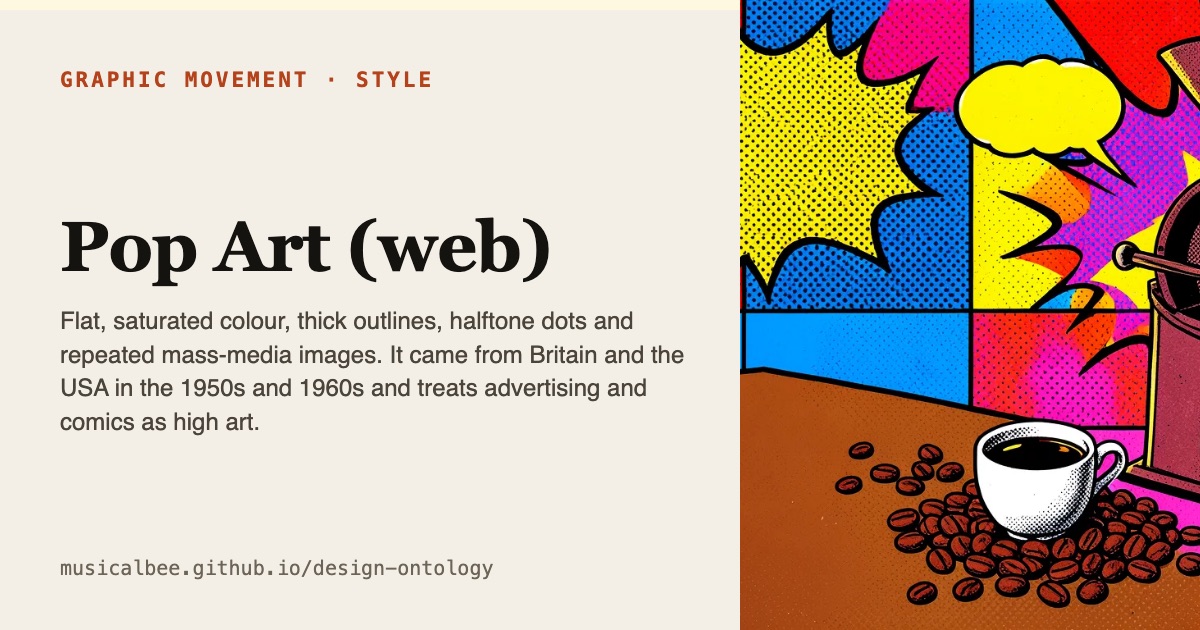 GRAPHIC MOVEMENT · STYLE
Pop Art (web)
Flat, saturated colour, thick outlines, halftone dots and
repeated mass-media images. It came from Britain and the
USA in the 1950s and 1960s and treats advertising and
comics as high art.
musicalbee.github.io/design-ontology